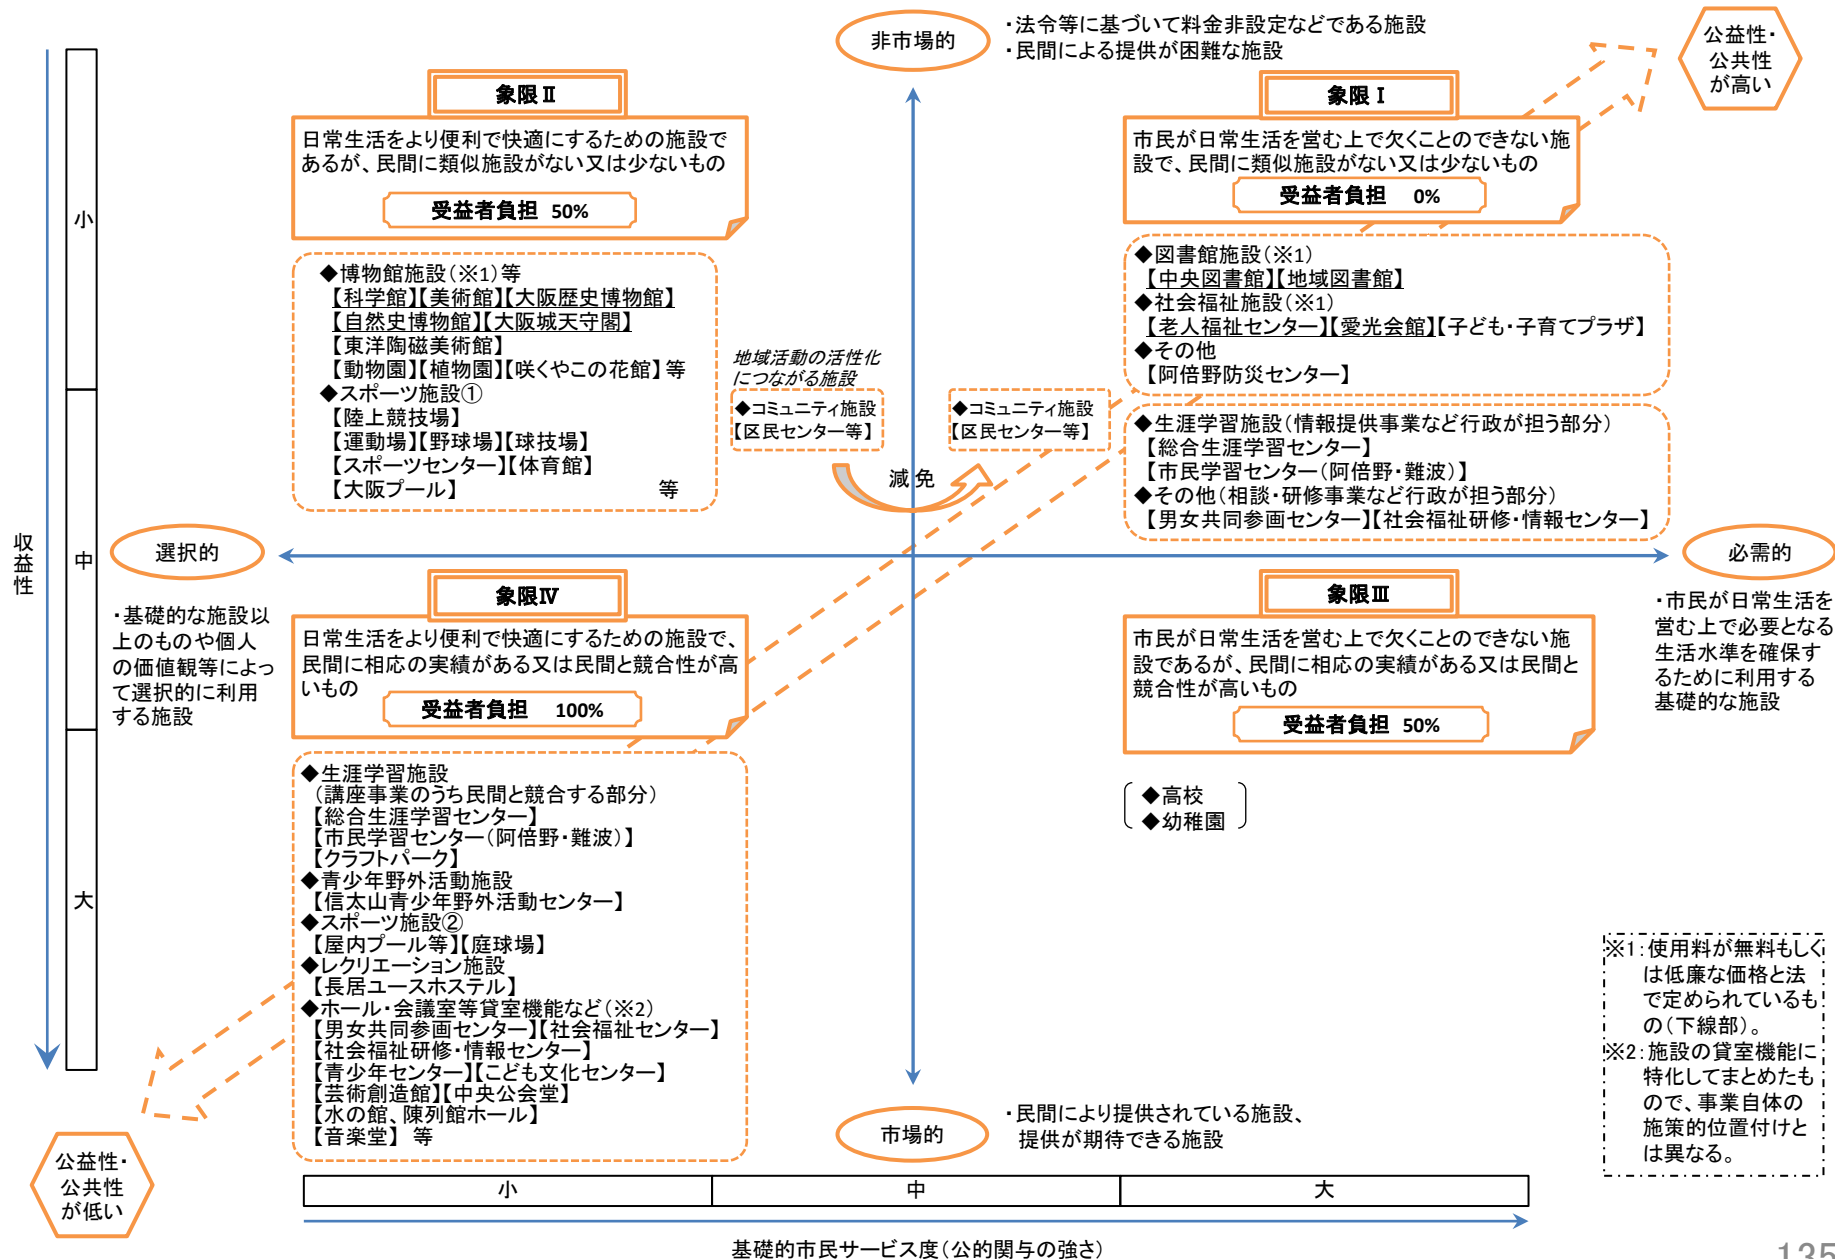 非市場的
・法令等に基づいて料金非設定などである施設
・民間による提供が困難な施設
公益性・
公共性
が高い
象限Ⅱ
日常生活をより便利で快適にするための施設で
あるが、民間に類似施設がない又は少ないもの
受益者負担 50%
象限Ⅰ
市民が日常生活を営む上で欠くことのできない施
設で、民間に類似施設がない又は少ないもの
受益者負担 0%
◆博物館施設(※1)等
【科学館】【美術館】【大阪歴史博物館】
【自然史博物館】【大阪城天守閣】
【東洋陶磁美術館】
【動物園】【植物園】【咲くやこの花館】等
◆スポーツ施設①
【陸上競技場】
【運動場】【野球場】【球技場】
【スポーツセンター】【体育館】
【大阪プール】 等
地域活動の活性化
につながる施設
◆コミュニティ施設
【区民センター等】
減免
◆コミュニティ施設
【区民センター等】
◆図書館施設(※1)
【中央図書館】【地域図書館】
◆社会福祉施設(※1)
【老人福祉センター】【愛光会館】【子ども・子育てプラザ】
◆その他
【阿倍野防災センター】
◆生涯学習施設(情報提供事業など行政が担う部分)
【総合生涯学習センター】
【市民学習センター(阿倍野・難波)】
◆その他(相談・研修事業など行政が担う部分)
【男女共同参画センター】【社会福祉研修・情報センター】
収益性
小
中
大
選択的
・基礎的な施設以
上のものや個人
の価値観等によっ
て選択的に利用
する施設
必需的
・市民が日常生活を
営む上で必要となる
生活水準を確保す
るために利用する
基礎的な施設
象限Ⅳ
日常生活をより便利で快適にするための施設で、
民間に相応の実績がある又は民間と競合性が高
いもの
受益者負担 100%
象限Ⅲ
市民が日常生活を営む上で欠くことのできない施
設であるが、民間に相応の実績がある又は民間と
競合性が高いもの
受益者負担 50%
◆生涯学習施設
(講座事業のうち民間と競合する部分)
【総合生涯学習センター】
【市民学習センター(阿倍野・難波)】
【クラフトパーク】
◆青少年野外活動施設
【信太山青少年野外活動センター】
◆スポーツ施設②
【屋内プール等】【庭球場】
◆レクリエーション施設
【長居ユースホステル】
◆ホール・会議室等貸室機能など(※2)
【男女共同参画センター】【社会福祉センター】
【社会福祉研修・情報センター】
【青少年センター】【こども文化センター】
【芸術創造館】【中央公会堂】
【水の館、陳列館ホール】
【音楽堂】 等
◆高校
◆幼稚園
※1:使用料が無料もしく
は低廉な価格と法
で定められているも
の(下線部)。
※2:施設の貸室機能に
特化してまとめたも
ので、事業自体の
施策的位置付けと
は異なる。
市場的
・民間により提供されている施設、
提供が期待できる施設
公益性・
公共性
が低い
小
中
大
基礎的市民サービス度(公的関与の強さ)
135